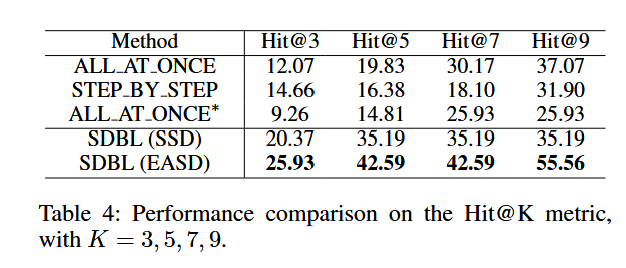 Method Hit@3 Hit@5 Hit@7 Hit@9
ALL_AT_ONCE 12.07 19.83 30.17 37.07
STEP_BY_STEP 14.66 16.38 18.10 31.90
ALL_AT_ONCE* 9.26 14.81 25.93 25.93
SDBL (SSD) 20.37 35.19 35.19 35.19
SDBL (EASD) 25.93 42.59 42.59 55.56
Table 4: Performance comparison on the Hit@K metric,
with K = 3, 5, 7, 9.